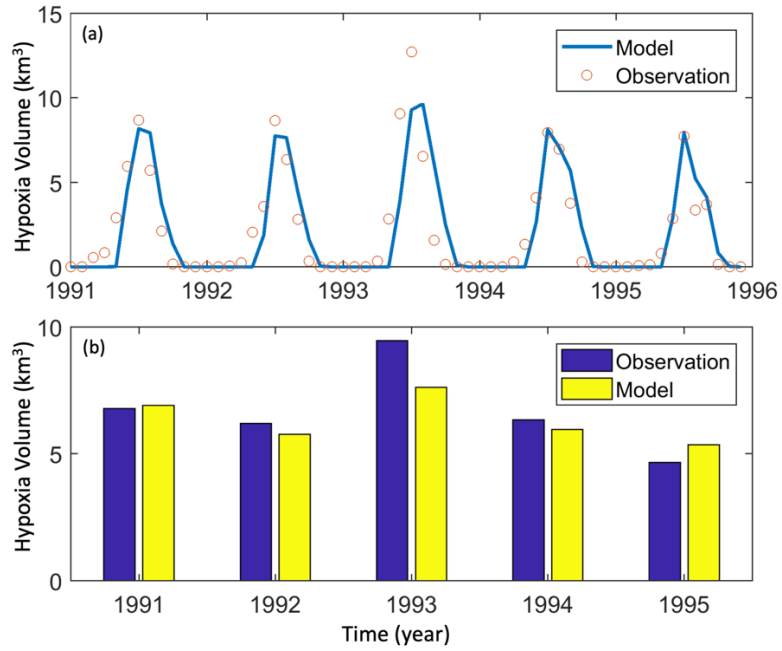 (a)
Model
Observation
Hypoxia Volume (km³)
15
10
5
0
1991 1992 1993 1994 1995 1996
(b)
Observation
Model
Hypoxia Volume (km³)
10
5
0
1991 1992 1993 1994 1995
Time (year)